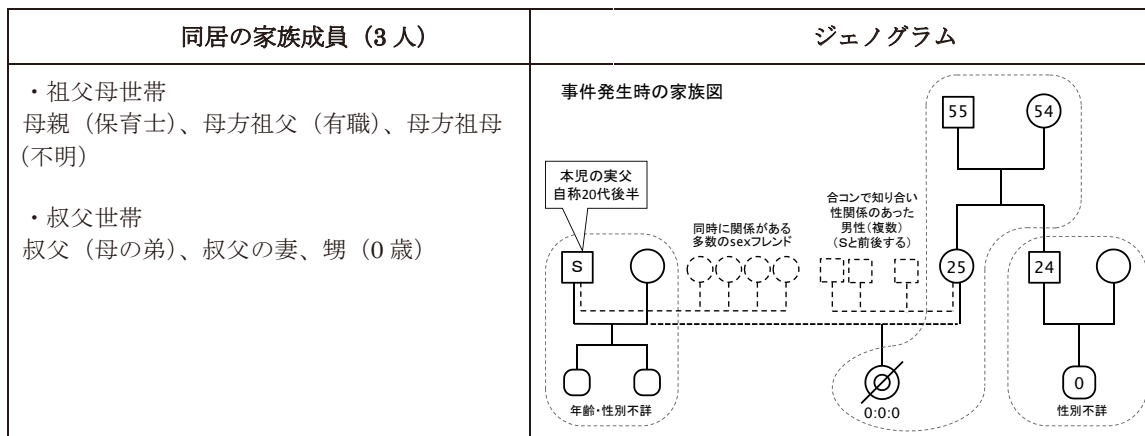 同居の家族成員（3人）
ジェノグラム
・祖父母世帯
母親（保育士）、母方祖父（有職）、母方祖母
(不明）
・叔父世帯
叔父（母の弟）、叔父の妻、甥（0歳）
事件発生時の家族図
55
54
本児の実父
自称20代後半
同時に関係がある
多数のsexフレンド
合コンで知り合い
性関係のあった
男性(複数)
（Sと前後する）
S
25
24
0
年齢・性別不詳
0:0:0
性別不詳